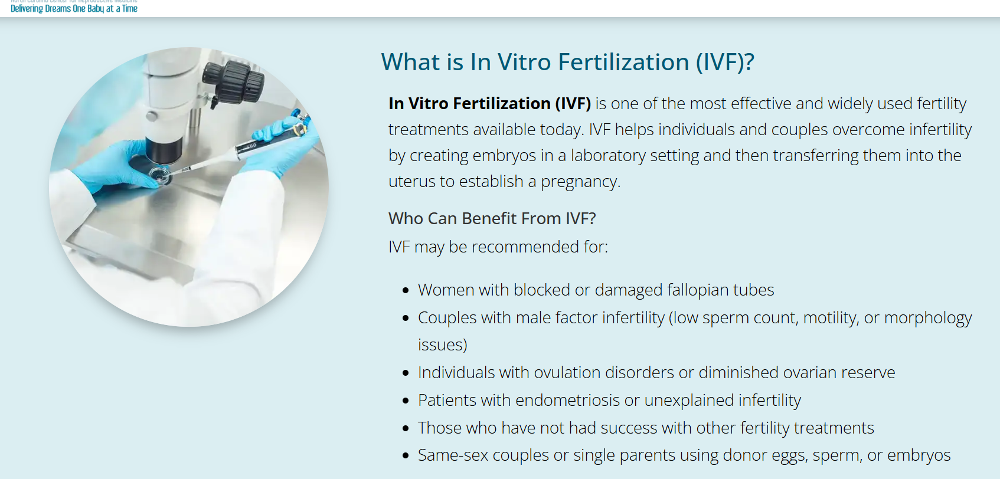 North Carolina Center for Reproductive Medicine
Delivering Dreams One Baby at a Time
What is In Vitro Fertilization (IVF)?
In Vitro Fertilization (IVF) is one of the most effective and widely used fertility
treatments available today. IVF helps individuals and couples overcome infertility
by creating embryos in a laboratory setting and then transferring them into the
uterus to establish a pregnancy.
Who Can Benefit From IVF?
IVF may be recommended for:
• Women with blocked or damaged fallopian tubes
• Couples with male factor infertility (low sperm count, motility, or morphology
issues)
• Individuals with ovulation disorders or diminished ovarian reserve
• Patients with endometriosis or unexplained infertility
• Those who have not had success with other fertility treatments
• Same-sex couples or single parents using donor eggs, sperm, or embryos